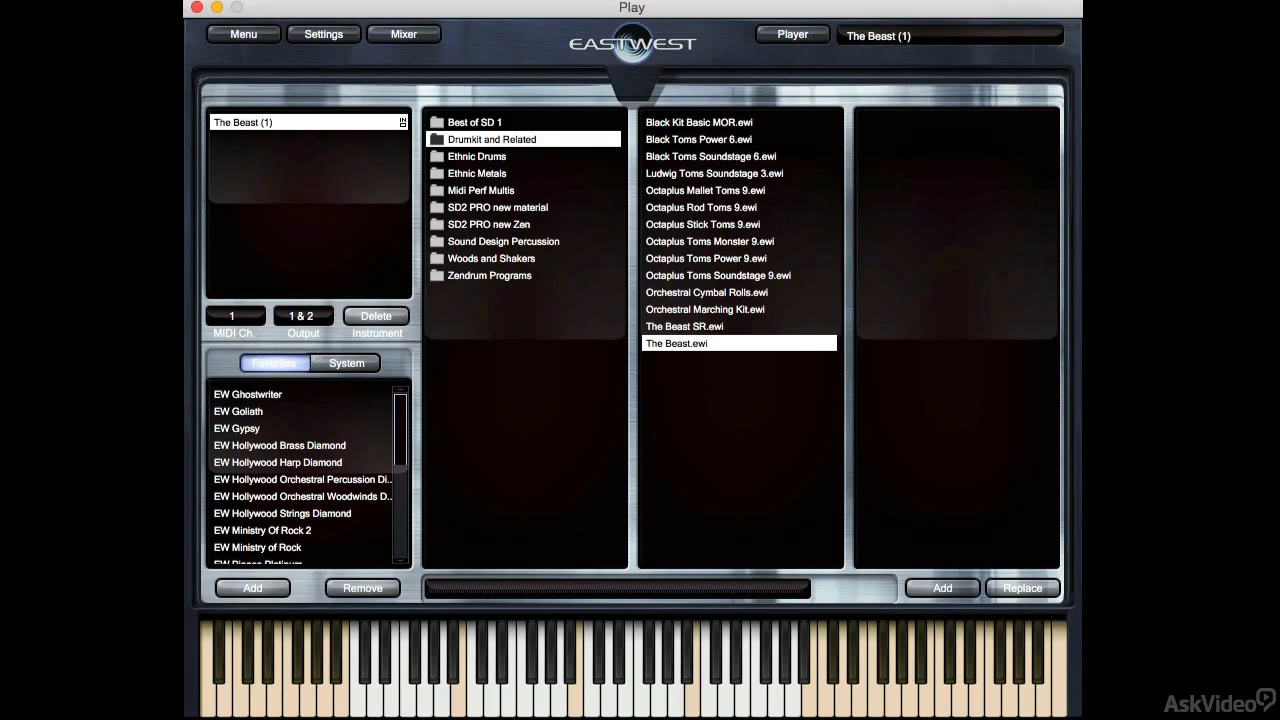 Play
Menu
Settings
Mixer
EASTWEST
Player
The Beast (1)
The Beast (1)
1
1 & 2
Delete
MIDI Ch.
Output
Instrument
Favorites
System
EW Ghostwriter
EW Goliath
EW Gypsy
EW Hollywood Brass Diamond
EW Hollywood Harp Diamond
EW Hollywood Orchestral Percussion Di..
EW Hollywood Orchestral Woodwinds D..
EW Hollywood Strings Diamond
EW Ministry Of Rock 2
EW Ministry of Rock
EW Pianos Platinum
Add
Remove
Best of SD 1
Drumkit and Related
Ethnic Drums
Ethnic Metals
Midi Perf Multis
SD2 PRO new material
SD2 PRO new Zen
Sound Design Percussion
Woods and Shakers
Zendrum Programs
Black Kit Basic MOR.ewi
Black Toms Power 6.ewi
Black Toms Soundstage 6.ewi
Ludwig Toms Soundstage 3.ewi
Octaplus Mallet Toms 9.ewi
Octaplus Rod Toms 9.ewi
Octaplus Stick Toms 9.ewi
Octaplus Toms Monster 9.ewi
Octaplus Toms Power 9.ewi
Octaplus Toms Soundstage 9.ewi
Orchestral Cymbal Rolls.ewi
Orchestral Marching Kit.ewi
The Beast SR.ewi
The Beast.ewi
Add
Replace
AskVideo